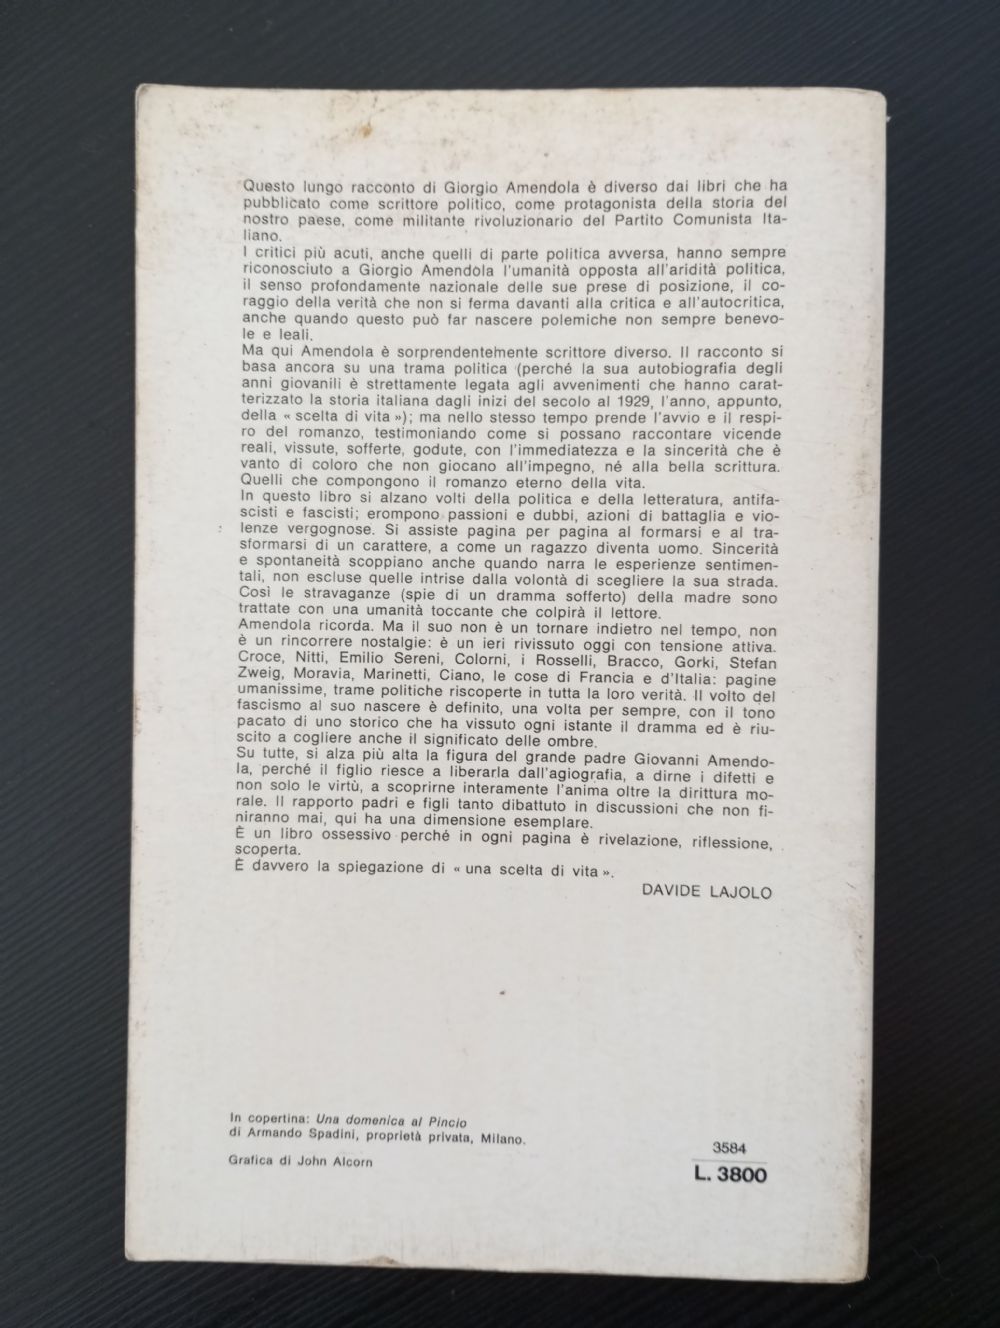 Questo lungo racconto di Giorgio Amendola è diverso dai libri che ha
pubblicato come scrittore politico, come protagonista della storia del
nostro paese, come militante rivoluzionario del Partito Comunista Ita-
liano.
I critici più acuti, anche quelli di parte politica avversa, hanno sempre
riconosciuto a Giorgio Amendola l'umanità opposta all'aridità politica,
il senso profondamente nazionale delle sue prese di posizione, il co-
raggio della verità che non si ferma davanti alla critica e all'autocritica,
anche quando questo può far nascere polemiche non sempre benevo-
le e leali.
Ma qui Amendola è sorprendentemente scrittore diverso. Il racconto si
basa ancora su una trama politica (perché la sua autobiografia degli
anni giovanili è strettamente legata agli avvenimenti che hanno carat-
terizzato la storia italiana dagli inizi del secolo al 1929, l'anno, appunto,
della « scelta di vita »); ma nello stesso tempo prende l'avvio e il respi-
ro del romanzo, testimoniando come si possano raccontare vicende
reali, vissute, sofferte, godute, con l'immediatezza e la sincerità che è
vanto di coloro che non giocano all'impegno, né alla bella scrittura.
Quelli che compongono il romanzo eterno della vita.
In questo libro si alzano volti della politica e della letteratura, antifa-
scisti e fascisti; erompono passioni e dubbi, azioni di battaglia e vio-
lenze vergognose. Si assiste pagina per pagina al formarsi e al tra-
sformarsi di un carattere, a come un ragazzo diventa uomo. Sincerità
e spontaneità scoppiano anche quando narra le esperienze sentimen-
tali, non escluse quelle intrise dalla volontà di scegliere la sua strada.
Così le stravaganze (spie di un dramma sofferto) della madre sono
trattate con una umanità toccante che colpirà il lettore.
Amendola ricorda. Ma il suo non è un tornare indietro nel tempo, non
è un rincorrere nostalgie: è un ieri rivissuto oggi con tensione attiva.
Croce, Nitti, Emilio Sereni, Colorni, i Rosselli, Bracco, Gorki, Stefan
Zweig, Moravia, Marinetti, Ciano, le cose di Francia e d'Italia: pagine
umanissime, trame politiche riscoperte in tutta la loro verità. Il volto del
fascismo al suo nascere è definito, una volta per sempre, con il tono
pacato di uno storico che ha vissuto ogni istante il dramma ed è riu-
scito a cogliere anche il significato delle ombre.
Su tutte, si alza più alta la figura del grande padre Giovanni Amendo-
la, perché il figlio riesce a liberarla dall'agiografia, a dirne i difetti e
non solo le virtù, a scoprirne interamente l'anima oltre la dirittura mo-
rale. Il rapporto padri e figli tanto dibattuto in discussioni che non fi-
niranno mai, qui ha una dimensione esemplare.
È un libro ossessivo perché in ogni pagina è rivelazione, riflessione,
scoperta.
È davvero la spiegazione di « una scelta di vita ».
DAVIDE LAJOLO
In copertina: Una domenica al Pincio
di Armando Spadini, proprietà privata, Milano.
Grafica di John Alcorn
3584
L. 3800